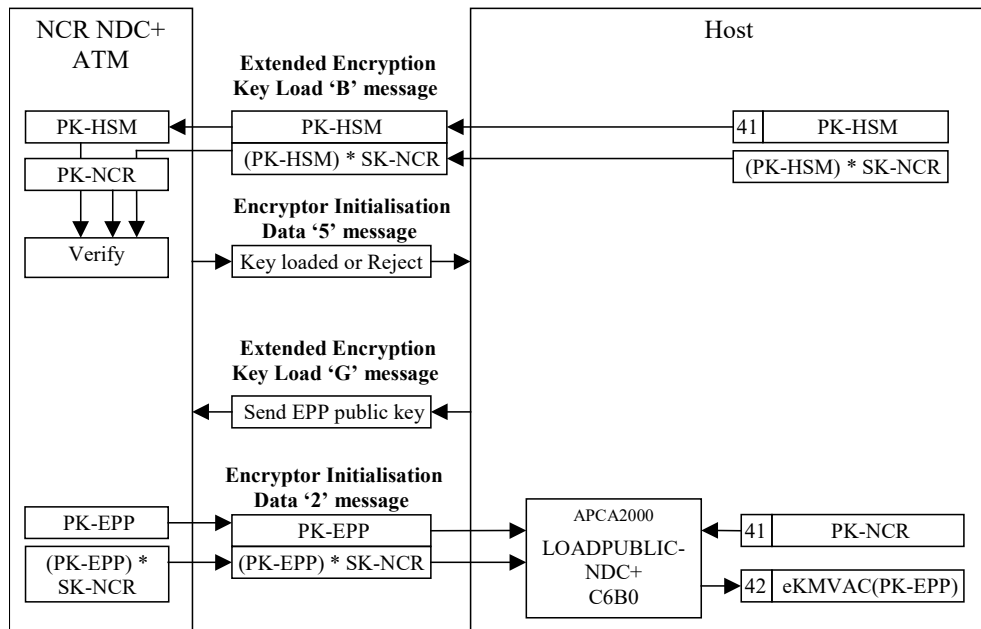 NCR NDC+
ATM
Host
Extended Encryption
Key Load ‘B’ message
PK-HSM
PK-HSM
41 PK-HSM
(PK-HSM) * SK-NCR
(PK-HSM) * SK-NCR
PK-NCR
Encryptor Initialisation
Data ‘5’ message
Verify
Key loaded or Reject
Extended Encryption
Key Load ‘G’ message
Send EPP public key
Encryptor Initialisation
Data ‘2’ message
PK-EPP
PK-EPP
(PK-EPP) *
SK-NCR
(PK-EPP) * SK-NCR
APCA2000
LOADPUBLIC-
NDC+
C6B0
41 PK-NCR
42 eKMVAC(PK-EPP)